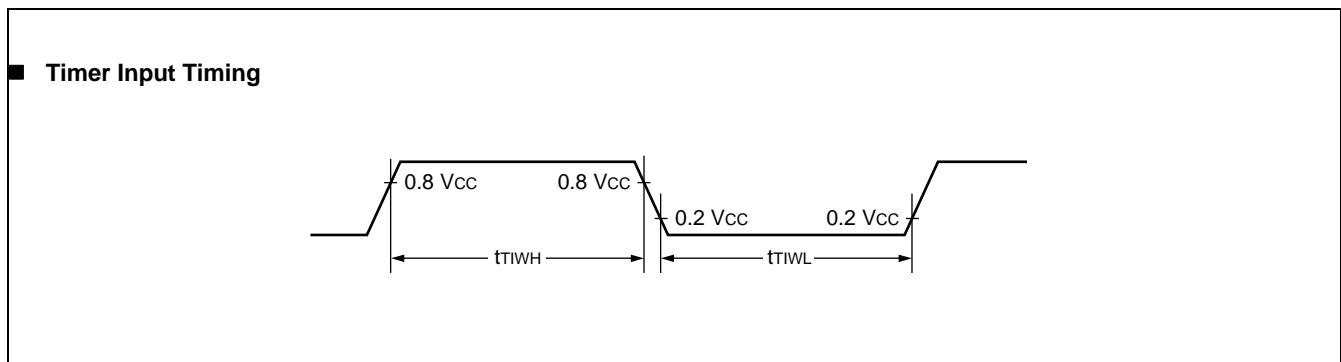 ■ Timer Input Timing
0.8 VCC 0.8 VCC
0.2 VCC 0.2 VCC
tTIWH tTIWL